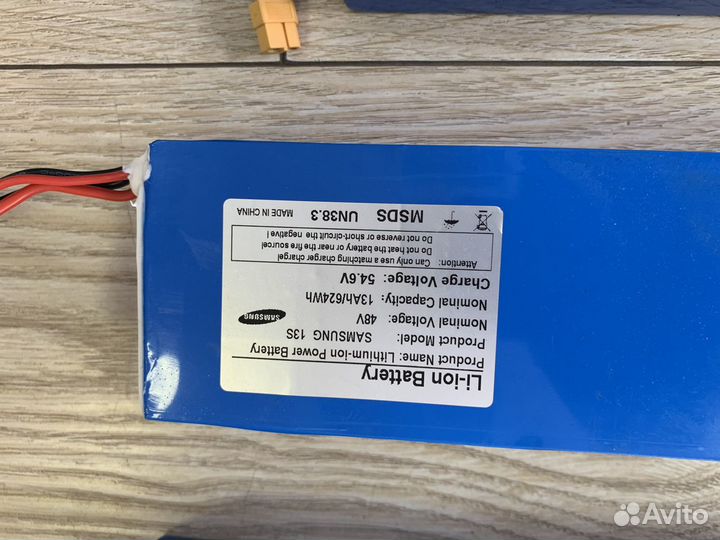 Li-ion Battery
Product Name: Lithium-ion Power Battery
Product Model: SAMSUNG 13S
Nominal Voltage: 48V
SAMSUNG
Nominal Capacity: 13Ah/624Wh
Charge Voltage: 54.6V
Attention: Can only use a matching charger charge!
Do not heat the battery or near the fire source!
Do not reverse or short-circuit the negative!
MSDS UN38.3 MADE IN CHINA
Avito